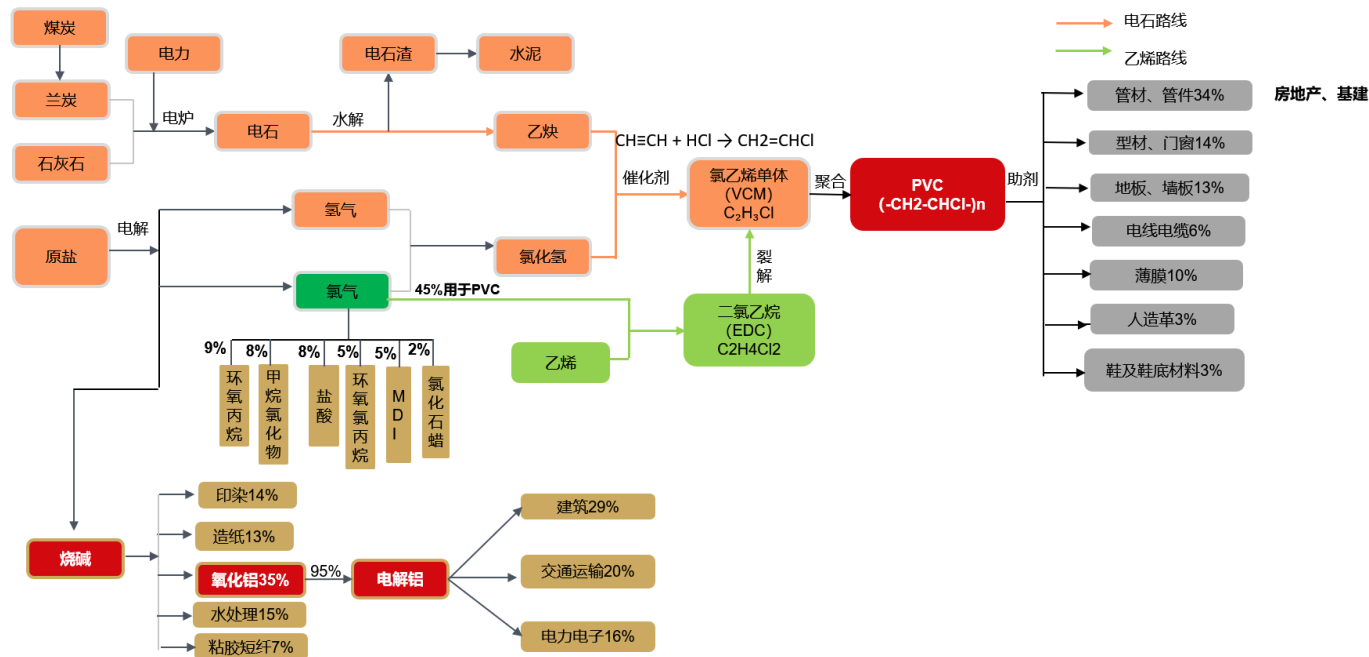 煤炭
电力
电石渣
水泥
电石路线
乙烯路线
兰炭
电炉
电石
水解
乙炔
石灰石
CH≡CH + HCl → CH2=CHCl
催化剂
氯乙烯单体
(VCM)
C₂H₃Cl
聚合
PVC
(-CH2-CHCl-)n
助剂
管材、管件34%
房地产、基建
型材、门窗14%
地板、墙板13%
电线电缆6%
薄膜10%
人造革3%
鞋及鞋底材料3%
原盐
电解
氢气
氯化氢
氯气
45%用于PVC
裂解
乙烯
二氯乙烷
(EDC)
C2H4Cl2
9%
8%
8%
5%
5%
2%
环氧丙烷
甲烷氯化物
盐酸
环氧氯丙烷
MDI
氯化石蜡
烧碱
印染14%
造纸13%
氧化铝35%
95%
电解铝
水处理15%
粘胶短纤7%
建筑29%
交通运输20%
电力电子16%